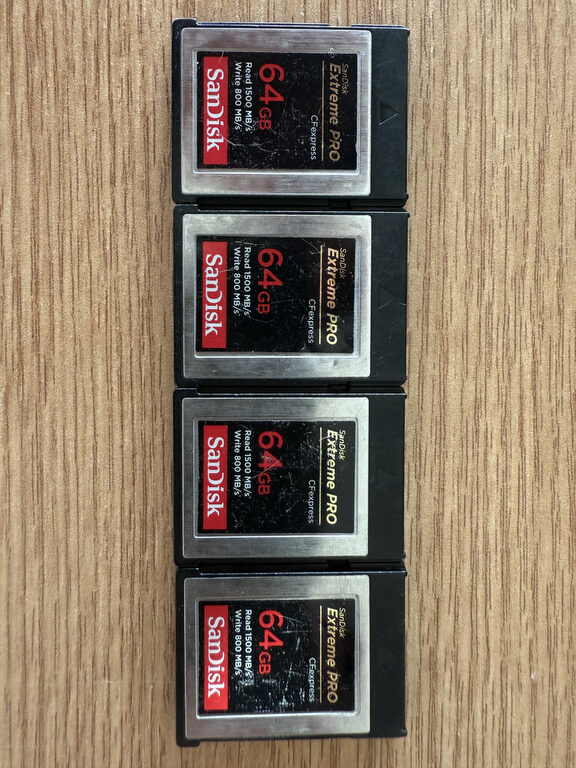 SanDisk
Extreme PRO
CFexpress
64GB
Read 1500 MB/s
Write 800 MB/s
SanDisk
SanDisk
Extreme PRO
CFexpress
64GB
Read 1500 MB/s
Write 800 MB/s
SanDisk
SanDisk
Extreme PRO
CFexpress
64GB
Read 1500 MB/s
Write 800 MB/s
SanDisk
SanDisk
Extreme PRO
CFexpress
64GB
Read 1500 MB/s
Write 800 MB/s
SanDisk